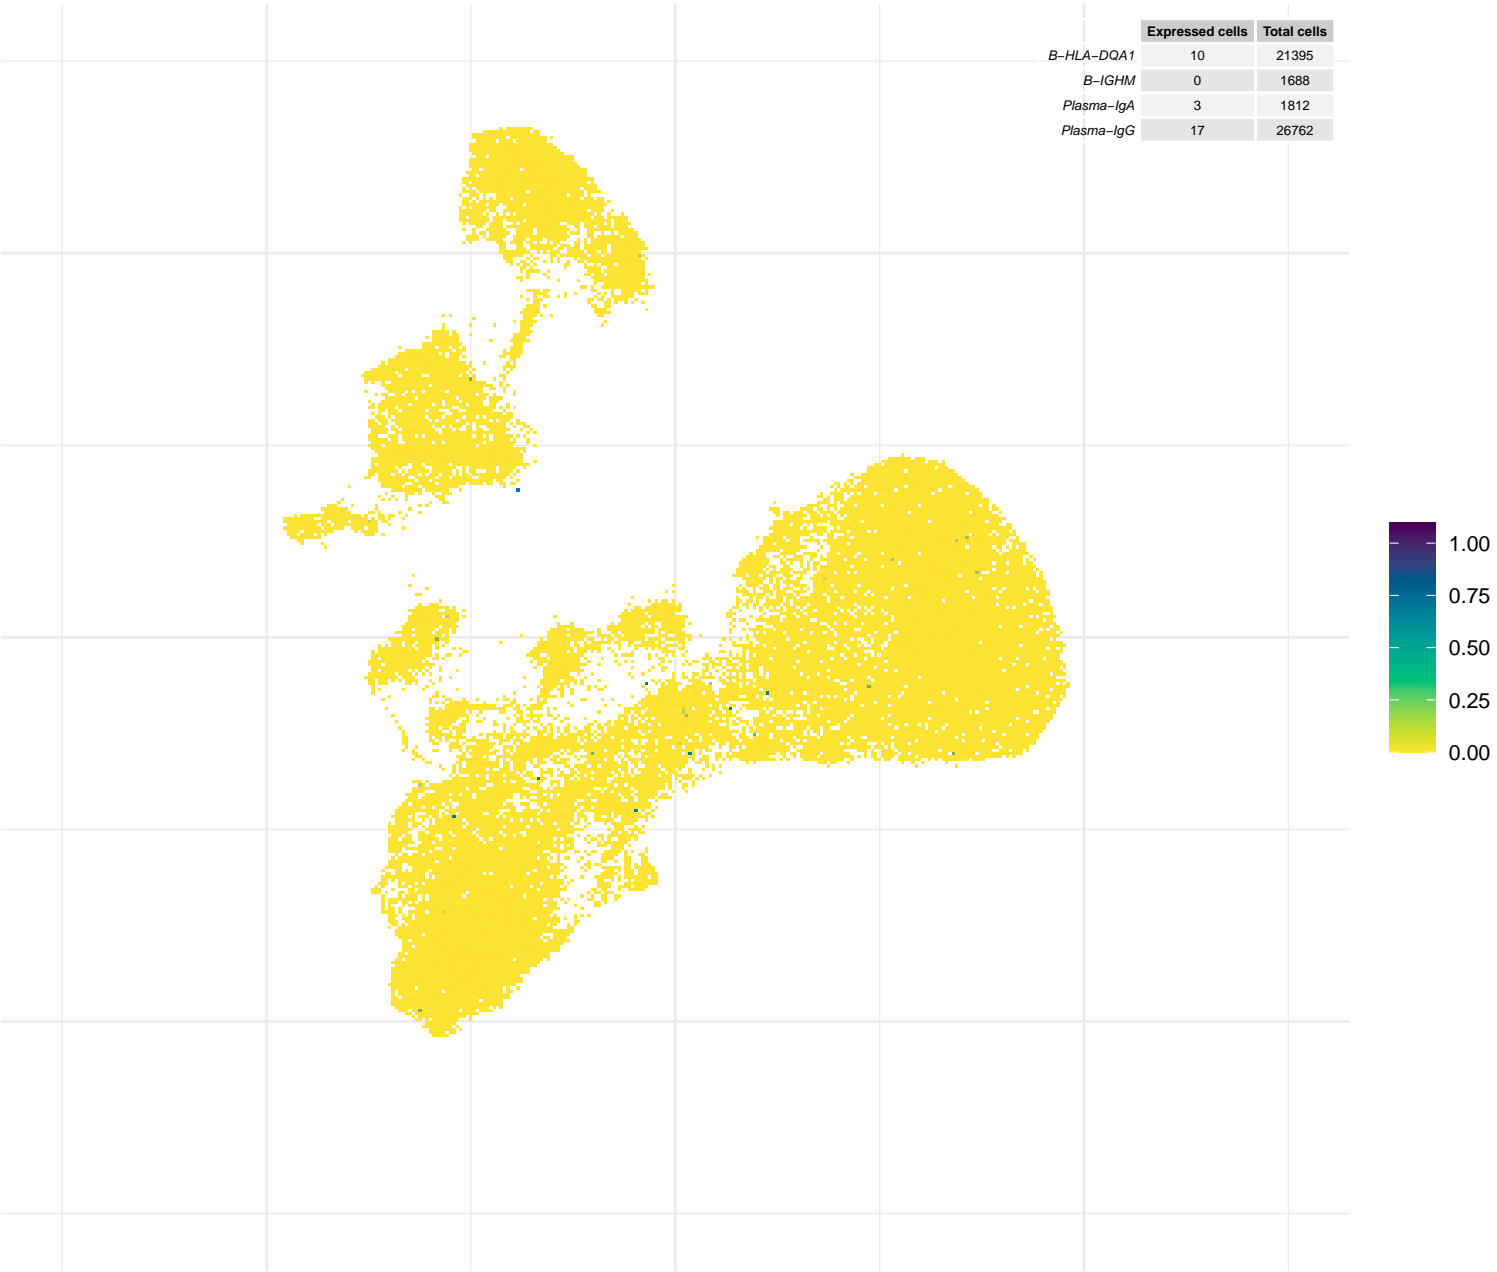 Expressed cells Total cells
B−HLA−DQA1 10 21395
B−IGHM 0 1688
Plasma−IgA 3 1812
Plasma−IgG 17 26762
1.00
0.75
0.50
0.25
0.00